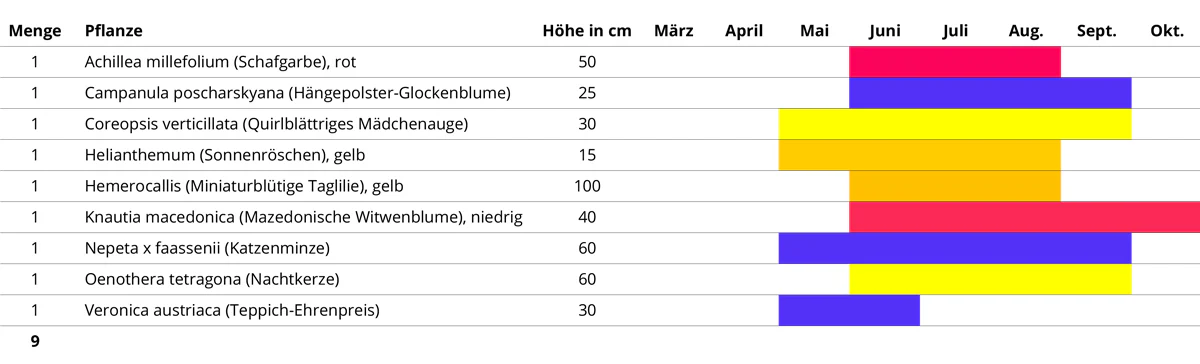 Menge Pflanze Höhe in cm März April Mai Juni Juli Aug. Sept. Okt.
1 Achillea millefolium (Schafgarbe), rot 50
1 Campanula poscharskyana (Hängepolster-Glockenblume) 25
1 Coreopsis verticillata (Quirlblättriges Mädchenauge) 30
1 Helianthemum (Sonnenröschen), gelb 15
1 Hemerocallis (Miniaturblütige Taglilie), gelb 100
1 Knautia macedonica (Mazedonische Witwenblume), niedrig 40
1 Nepeta x faassenii (Katzenminze) 60
1 Oenothera tetragona (Nachtkerze) 60
1 Veronica austriaca (Teppich-Ehrenpreis) 30
9